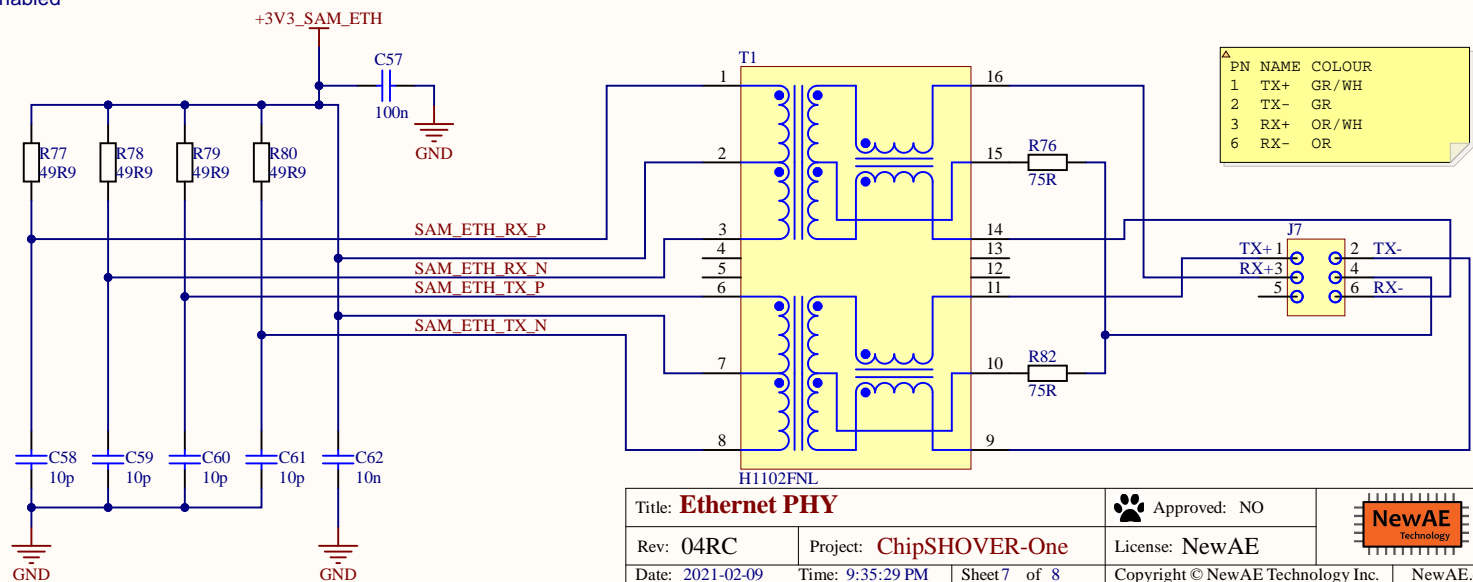 nabled
+3V3_SAM_ETH
C57
100n
GND
R77
49R9
R78
49R9
R79
49R9
R80
49R9
SAM_ETH_RX_P
SAM_ETH_RX_N
SAM_ETH_TX_P
SAM_ETH_TX_N
C58
10p
C59
10p
C60
10p
C61
10p
C62
10n
GND
GND
T1
1
2
3
4
5
6
7
8
16
15
14
13
12
11
10
9
H1102FNL
R76
75R
R82
75R
PN NAME COLOUR
1 TX+ GR/WH
2 TX- GR
3 RX+ OR/WH
6 RX- OR
J7
TX+ 1 2 TX-
RX+ 3 4
5 6 RX-
Title: Ethernet PHY
Approved: NO
Rev: 04RC Project: ChipSHOVER-One
License: NewAE
Date: 2021-02-09 Time: 9:35:29 PM Sheet 7 of 8
Copyright © NewAE Technology Inc. NewAE.
NewAE
Technology